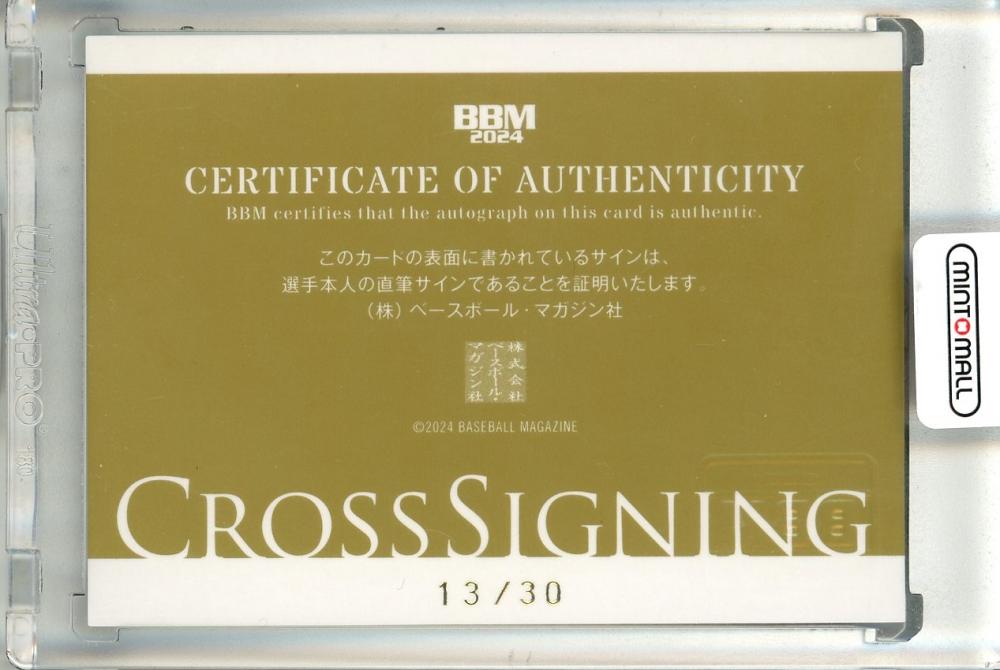 BBM
2024
CERTIFICATE OF AUTHENTICITY
BBM certifies that the autograph on this card is authentic.
このカードの表面に書かれているサインは、
選手本人の直筆サインであることを証明いたします。
（株）ベースボール・マガジン社
株式会社
ベースボール・
マガジン社
©2024 BASEBALL MAGAZINE
CROSSSIGNING
13/30
UltraPRO
130
MINT MALL